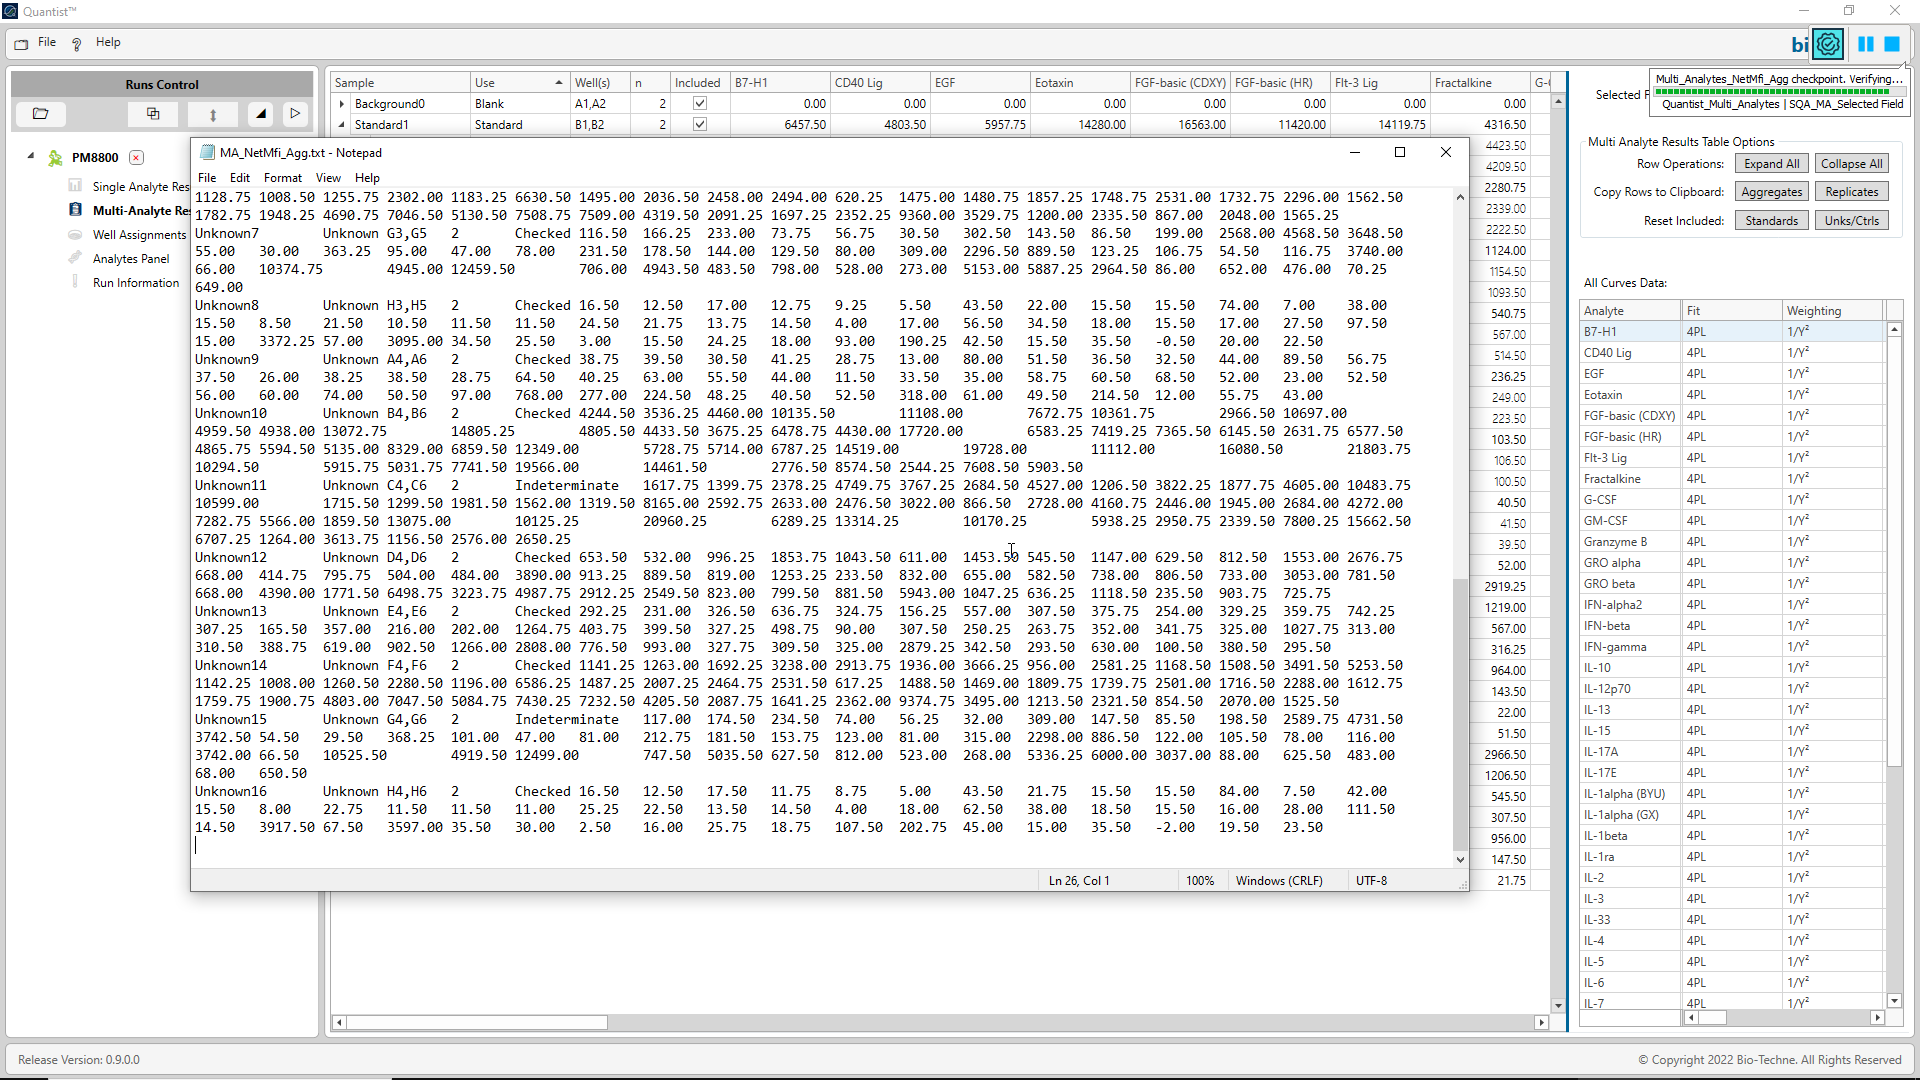 Quantist™
File Help
bi
Multi_Analytes_NetMfi_Agg checkpoint. Verifying...
Quantist_Multi_Analytes | SQA_MA_Selected Field
Runs Control
PM8800
Single Analyte Res
Multi-Analyte Res
Well Assignments
Analytes Panel
Run Information
Sample Use Well(s) n Included B7-H1 CD40 Lig EGF Eotaxin FGF-basic (CDXY) FGF-basic (HR) Flt-3 Lig Fractalkine G-
Background0 Blank A1,A2 2 0.00 0.00 0.00 0.00 0.00 0.00 0.00 0.00
Standard1 Standard B1,B2 2 6457.50 4803.50 5957.75 14280.00 16563.00 11420.00 14119.75 4316.50
MA_NetMfi_Agg.txt - Notepad
File Edit Format View Help
1128.75 1008.50 1255.75 2302.00 1183.25 6630.50 1495.00 2036.50 2458.00 2494.00 620.25 1475.00 1480.75 1857.25 1748.75 2531.00 1732.75 2296.00 1562.50
1782.75 1948.25 4690.75 7046.50 5130.50 7508.75 7509.00 4319.50 2091.25 1697.25 2352.25 9360.00 3529.75 1200.00 2335.50 867.00 2048.00 1565.25
Unknown7 Unknown G3,G5 2 Checked 116.50 166.25 233.00 73.75 56.75 30.50 302.50 143.50 86.50 199.00 2568.00 4568.50 3648.50
55.00 30.00 363.25 95.00 47.00 78.00 231.50 178.50 144.00 129.50 80.00 309.00 2296.50 889.50 123.25 106.75 54.50 116.75 3740.00
66.00 10374.75 4945.00 12459.50 706.00 4943.50 483.50 798.00 528.00 273.00 5153.00 5887.25 2964.50 86.00 652.00 476.00 70.25
649.00
Unknown8 Unknown H3,H5 2 Checked 16.50 12.50 17.00 12.75 9.25 5.50 43.50 22.00 15.50 15.50 74.00 7.00 38.00
15.50 8.50 21.50 10.50 11.50 11.50 24.50 21.75 13.75 14.50 4.00 17.00 56.50 34.50 18.00 15.50 17.00 27.50 97.50
15.00 3372.25 57.00 3095.00 34.50 25.50 3.00 15.50 24.25 18.00 93.00 190.25 42.50 15.50 35.50 -0.50 20.00 22.50
Unknown9 Unknown A4,A6 2 Checked 38.75 39.50 30.50 41.25 28.75 13.00 80.00 51.50 36.50 32.50 44.00 89.50 56.75
37.50 26.00 38.25 38.50 28.75 64.50 40.25 63.00 55.50 44.00 11.50 33.50 35.00 58.75 60.50 68.50 52.00 23.00 52.50
56.00 60.00 74.00 50.50 97.00 768.00 277.00 224.50 48.25 40.50 52.50 318.00 61.00 49.50 214.50 12.00 55.75 43.00
Unknown10 Unknown B4,B6 2 Checked 4244.50 3536.25 4460.00 10135.50 11108.00 7672.75 10361.75 2966.50 10697.00
4959.50 4938.00 13072.75 14805.25 4805.50 4433.50 3675.25 6478.75 4430.00 17720.00 6583.25 7419.25 7365.50 6145.50 2631.75 6577.50
4865.75 5594.50 5135.00 8329.00 6859.50 12349.00 5728.75 5714.00 6787.25 14519.00 19728.00 11112.00 16080.50 21803.75
10294.50 5915.75 5031.75 7741.50 19566.00 14461.50 2776.50 8574.50 2544.25 7608.50 5903.50
Unknown11 Unknown C4,C6 2 Indeterminate 1617.75 1399.75 2378.25 4749.75 3767.25 2684.50 4527.00 1206.50 3822.25 1877.75 4605.00 10483.75
10599.00 1715.50 1299.50 1981.50 1562.00 1319.50 8165.00 2592.75 2633.00 2476.50 3022.00 866.50 2728.00 4160.75 2446.00 1945.00 2684.00 4272.00
7282.75 5566.00 1859.50 13075.00 10125.25 20960.25 6289.25 13314.25 10170.25 5938.25 2950.75 2339.50 7800.25 15662.50
6707.25 1264.00 3613.75 1156.50 2576.00 2650.25
Unknown12 Unknown D4,D6 2 Checked 653.50 532.00 996.25 1853.75 1043.50 611.00 1453.50 545.50 1147.00 629.50 812.50 1553.00 2676.75
668.00 414.75 795.75 504.00 484.00 3890.00 913.25 889.50 819.00 1253.25 233.50 832.00 655.00 582.50 738.00 806.50 733.00 3053.00 781.50
668.00 4390.00 1771.50 6498.75 3223.75 4987.75 2912.25 2549.50 823.00 799.50 881.50 5943.00 1047.25 636.25 1118.50 235.50 903.75 725.75
Unknown13 Unknown E4,E6 2 Checked 292.25 231.00 326.50 636.75 324.75 156.25 557.00 307.50 375.75 254.00 329.25 359.75 742.25
307.25 165.50 357.00 216.00 202.00 1264.75 403.75 399.50 327.25 498.75 90.00 307.50 250.25 263.75 352.00 341.75 325.00 1027.75 313.00
310.50 388.75 619.00 902.50 1266.00 2808.00 776.50 993.00 327.75 309.50 325.00 2879.25 342.50 293.50 630.00 100.50 380.50 295.50
Unknown14 Unknown F4,F6 2 Checked 1141.25 1263.00 1692.25 3238.00 2913.75 1936.00 3666.25 956.00 2581.25 1168.50 1508.50 3491.50 5253.50
1142.25 1008.00 1260.50 2280.50 1196.00 6586.25 1487.25 2007.25 2464.75 2531.50 617.25 1488.50 1469.00 1809.75 1739.75 2501.00 1716.50 2288.00 1612.75
1759.75 1900.75 4803.00 7047.50 5084.75 7430.25 7232.50 4205.50 2087.75 1641.25 2362.00 9374.75 3495.00 1213.50 2321.50 854.50 2070.00 1525.50
Unknown15 Unknown G4,G6 2 Indeterminate 117.00 174.50 234.50 74.00 56.25 32.00 309.00 147.50 85.50 198.50 2589.75 4731.50
3742.50 54.50 29.50 368.25 101.00 47.00 81.00 212.75 181.50 153.75 123.00 81.00 315.00 2298.00 886.50 122.00 105.50 78.00 116.00
3742.00 66.50 10525.50 4919.50 12499.00 747.50 5035.50 627.50 812.00 523.00 268.00 5336.25 6000.00 3037.00 88.00 625.50 483.00
68.00 650.50
Unknown16 Unknown H4,H6 2 Checked 16.50 12.50 17.50 11.75 8.75 5.00 43.50 21.75 15.50 15.50 84.00 7.50 42.00
15.50 8.00 22.75 11.50 11.50 11.00 25.25 22.50 13.50 14.50 4.00 18.00 62.50 38.00 18.50 15.50 16.00 28.00 111.50
14.50 3917.50 67.50 3597.00 35.50 30.00 2.50 16.00 25.75 18.75 107.50 202.75 45.00 15.00 35.50 -2.00 19.50 23.50
Ln 26, Col 1 100% Windows (CRLF) UTF-8
4423.50
4209.50
2280.75
2339.00
2222.50
1124.00
1154.50
1093.50
540.75
567.00
514.50
236.25
249.00
223.50
103.50
106.50
100.50
40.50
41.50
39.50
52.00
2919.25
1219.00
567.00
316.25
964.00
143.50
22.00
51.50
2966.50
1206.50
545.50
307.50
956.00
147.50
21.75
Selected F
Multi Analyte Results Table Options
Row Operations: Expand All Collapse All
Copy Rows to Clipboard: Aggregates Replicates
Reset Included: Standards Unks/Ctrls
All Curves Data:
Analyte Fit Weighting
B7-H1 4PL 1/Y²
CD40 Lig 4PL 1/Y²
EGF 4PL 1/Y²
Eotaxin 4PL 1/Y²
FGF-basic (CDXY) 4PL 1/Y²
FGF-basic (HR) 4PL 1/Y²
Flt-3 Lig 4PL 1/Y²
Fractalkine 4PL 1/Y²
G-CSF 4PL 1/Y²
GM-CSF 4PL 1/Y²
Granzyme B 4PL 1/Y²
GRO alpha 4PL 1/Y²
GRO beta 4PL 1/Y²
IFN-alpha2 4PL 1/Y²
IFN-beta 4PL 1/Y²
IFN-gamma 4PL 1/Y²
IL-10 4PL 1/Y²
IL-12p70 4PL 1/Y²
IL-13 4PL 1/Y²
IL-15 4PL 1/Y²
IL-17A 4PL 1/Y²
IL-17E 4PL 1/Y²
IL-1alpha (BYU) 4PL 1/Y²
IL-1alpha (GX) 4PL 1/Y²
IL-1beta 4PL 1/Y²
IL-1ra 4PL 1/Y²
IL-2 4PL 1/Y²
IL-3 4PL 1/Y²
IL-33 4PL 1/Y²
IL-4 4PL 1/Y²
IL-5 4PL 1/Y²
IL-6 4PL 1/Y²
IL-7 4PL 1/Y²
Release Version: 0.9.0.0
© Copyright 2022 Bio-Techne. All Rights Reserved